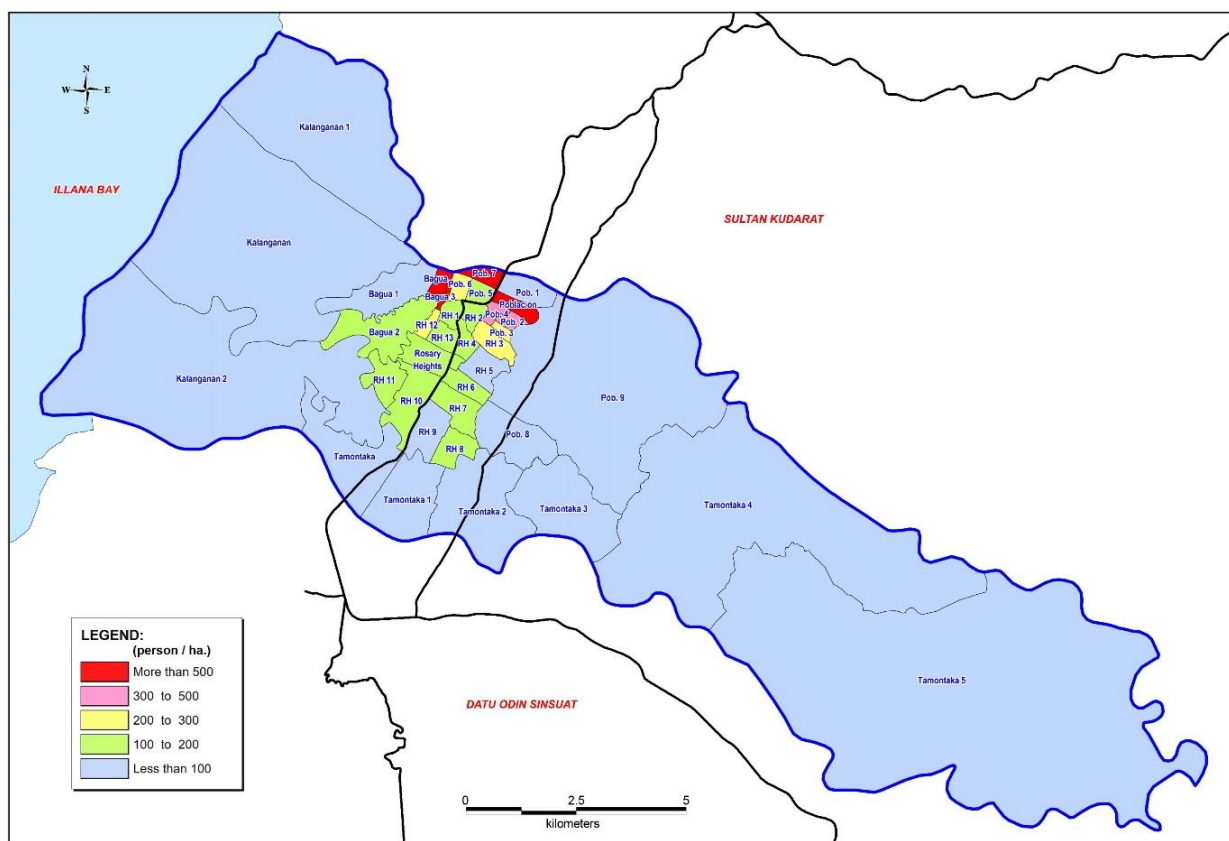 N
W E
S
ILLANA BAY
SULTAN KUDARAT
DATU ODIN SINSUAT
Kalanganan 1
Kalanganan
Kalanganan 2
Bagua 1
Bagua
Bagua 3
Bagua 2
Pob. 7
Pob. 6
Pob. 5
Pob. 1
Poblacion
Pob. 4
Pob. 2
Pob. 3
RH 1
RH 2
RH 12
RH 13
RH 4
RH 3
Rosary
Heights
RH 5
RH 11
RH 6
RH 10
RH 7
RH 9
RH 8
Pob. 8
Pob. 9
Tamontaka
Tamontaka 1
Tamontaka 2
Tamontaka 3
Tamontaka 4
Tamontaka 5
LEGEND:
(person / ha.)
More than 500
300 to 500
200 to 300
100 to 200
Less than 100
0 2.5 5
kilometers